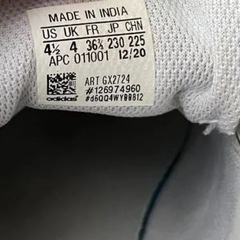 MADE IN INDIA
US UK FR JP CHN
4½ 4 36⅔ 230 225
APC 011001 12/20
ART GX2724
#126974960
adidas #d6QQ4WYBBB12